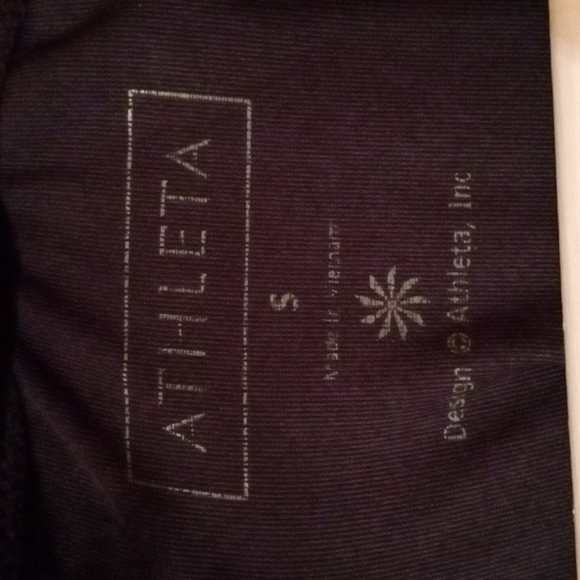 ATHLETA
S
Made in Vietnam
Design © Athleta, Inc.